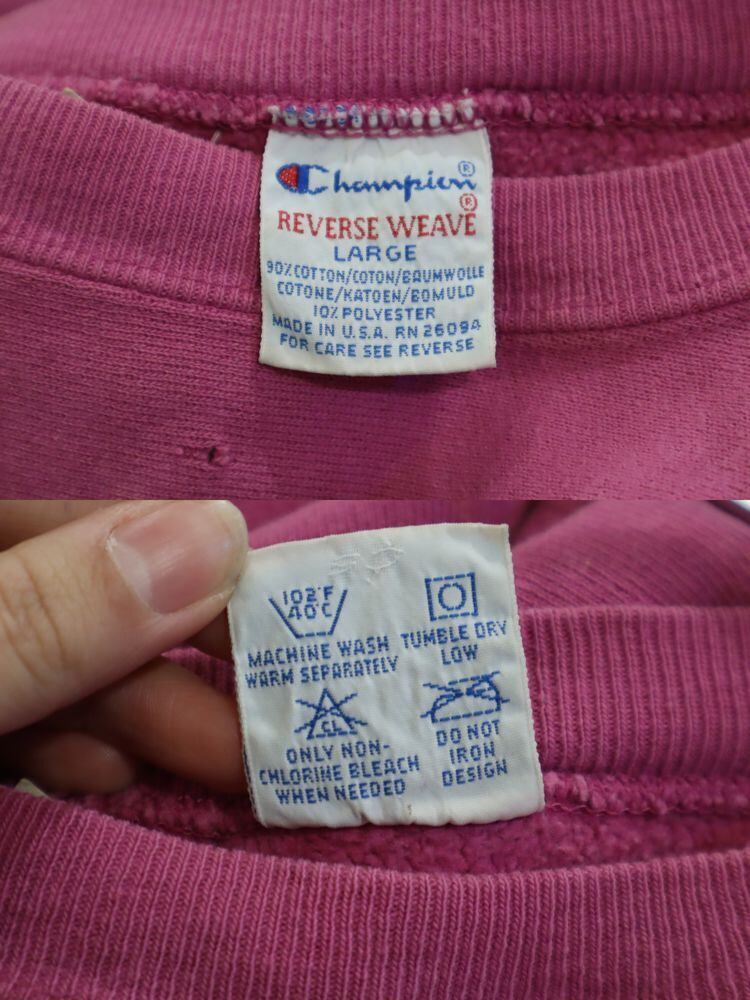 Champion®
REVERSE WEAVE®
LARGE
90% COTTON/COTON/BAUMWOLLE
COTONE/KATOEN/BOMULD
10% POLYESTER
MADE IN U.S.A. RN 26094
FOR CARE SEE REVERSE
102°F
40°C
MACHINE WASH
WARM SEPARATELY
TUMBLE DRY
LOW
CL
ONLY NON-
CHLORINE BLEACH
WHEN NEEDED
DO NOT
IRON
DESIGN